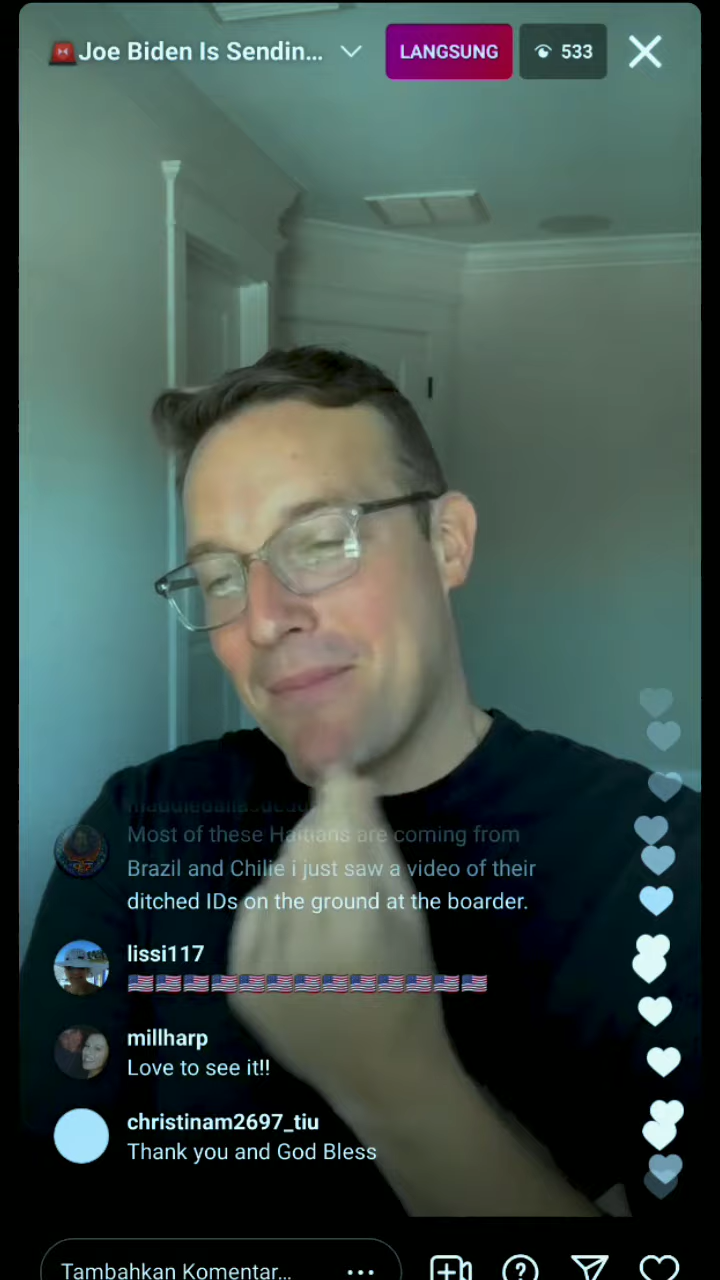 🚨Joe Biden Is Sendin...
LANGSUNG
533
Most of these Haitians are coming from
Brazil and Chilie i just saw a video of their
ditched IDs on the ground at the boarder.
lissi117
🇺🇸🇺🇸🇺🇸🇺🇸🇺🇸🇺🇸🇺🇸🇺🇸🇺🇸🇺🇸🇺🇸🇺🇸🇺🇸
millharp
Love to see it!!
christinam2697_tiu
Thank you and God Bless
Tambahkan Komentar...